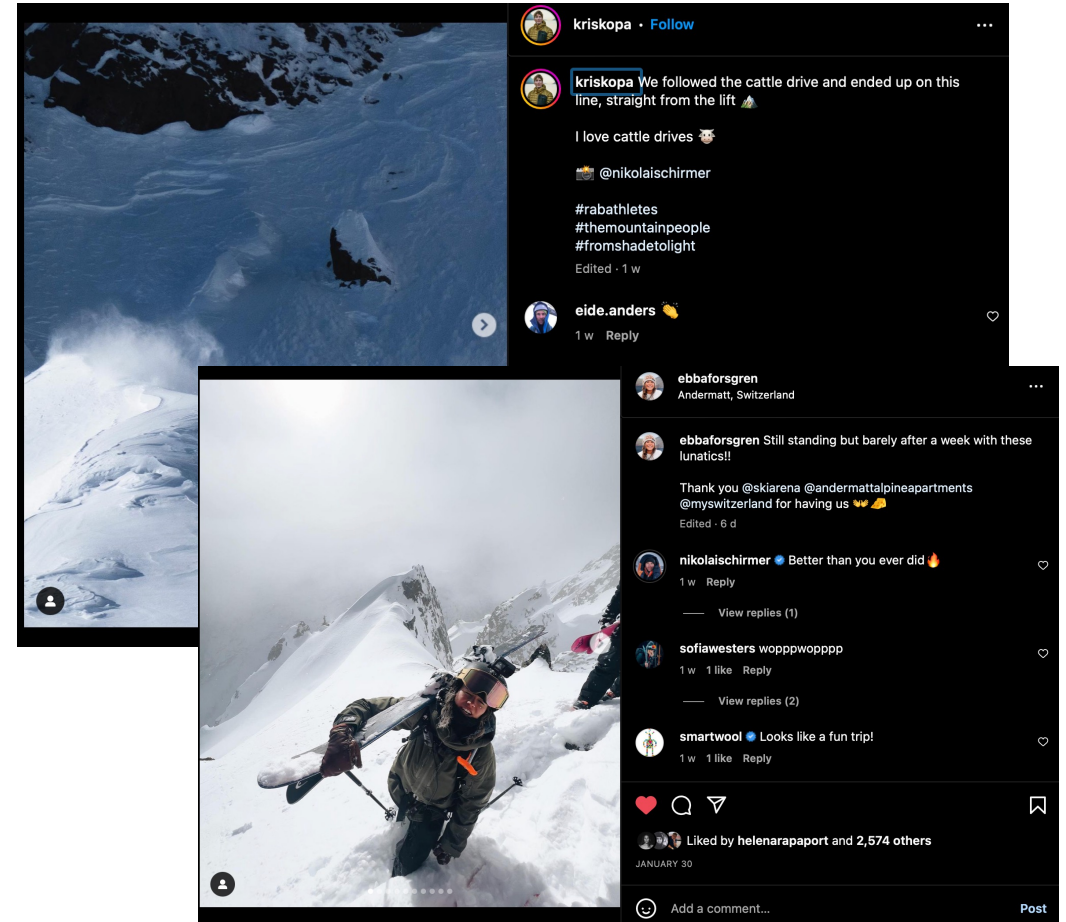 kriskopa • Follow
kriskopa We followed the cattle drive and ended up on this
line, straight from the lift 🏔️
I love cattle drives 🐮
📸 @nikolaischirmer
#rabathletes
#themountainpeople
#fromshadetolight
Edited · 1 w
eide.anders 👏
1 w Reply
ebbaforsgren
Andermatt, Switzerland
ebbaforsgren Still standing but barely after a week with these
lunatics!!
Thank you @skiarena @andermattalpineapartments
@myswitzerland for having us 👐🧀
Edited · 6 d
nikolaischirmer Better than you ever did🔥
1 w Reply
View replies (1)
sofiawesters wopppwopppp
1 w 1 like Reply
View replies (2)
smartwool Looks like a fun trip!
1 w 1 like Reply
Liked by helenarapaport and 2,574 others
JANUARY 30
Add a comment...
Post